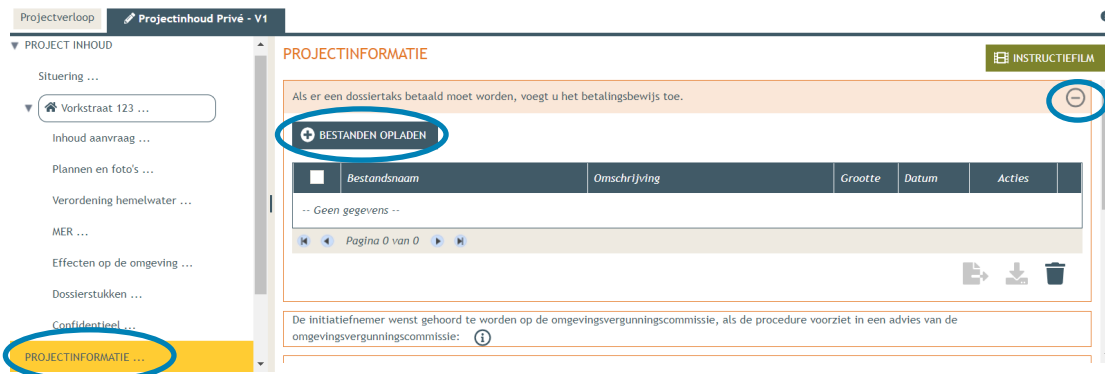 Projectverloop
Projectinhoud Privé - V1
PROJECT INHOUD
Situering ...
Vorkstraat 123 ...
Inhoud aanvraag ...
Plannen en foto's ...
Verordening hemelwater ...
MER ...
Effecten op de omgeving ...
Dossierstukken ...
Confidentieel ...
PROJECTINFORMATIE ...
PROJECTINFORMATIE
INSTRUCTIEFILM
Als er een dossiertaks betaald moet worden, voegt u het betalingsbewijs toe.
BESTANDEN OPLADEN
Bestandsnaam Omschrijving Grootte Datum Acties
-- Geen gegevens --
Pagina 0 van 0
De initiatiefnemer wenst gehoord te worden op de omgevingsvergunningscommissie, als de procedure voorziet in een advies van de
omgevingsvergunningscommissie: